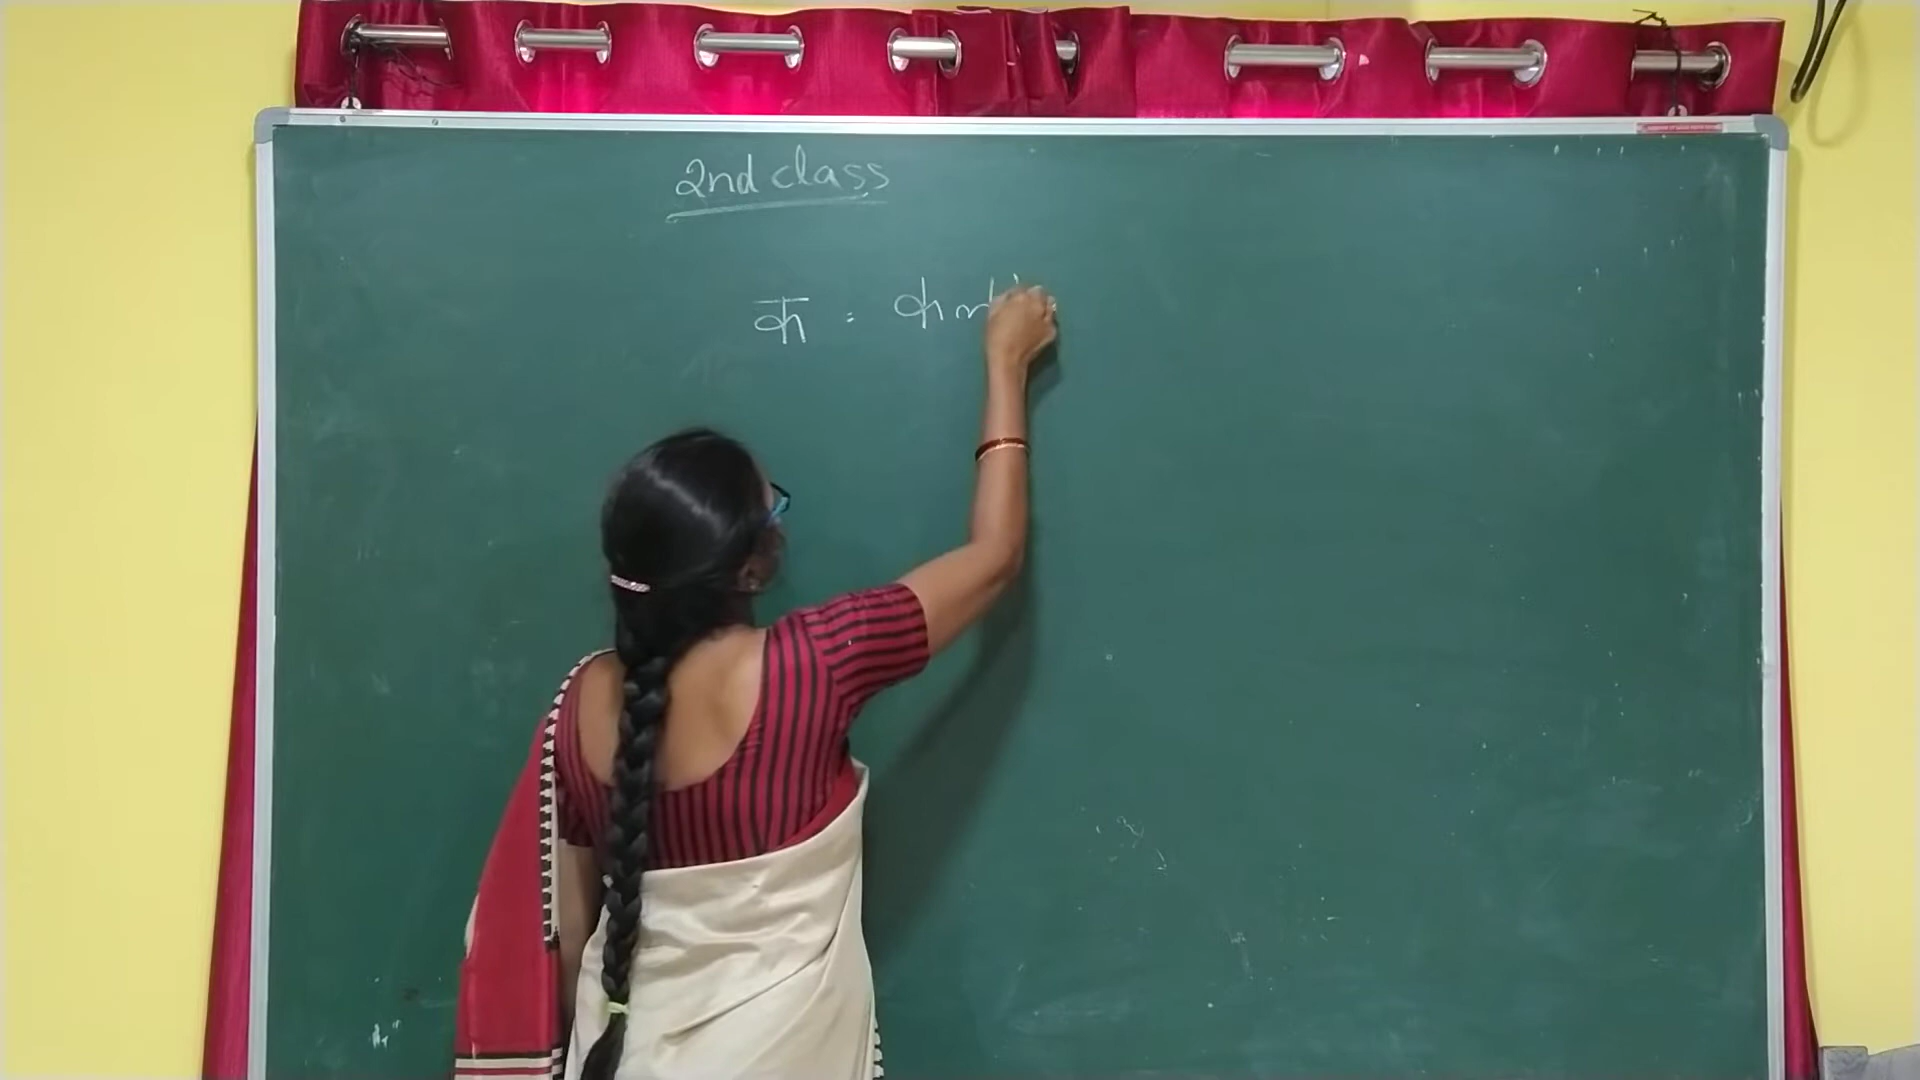 2nd class
क =